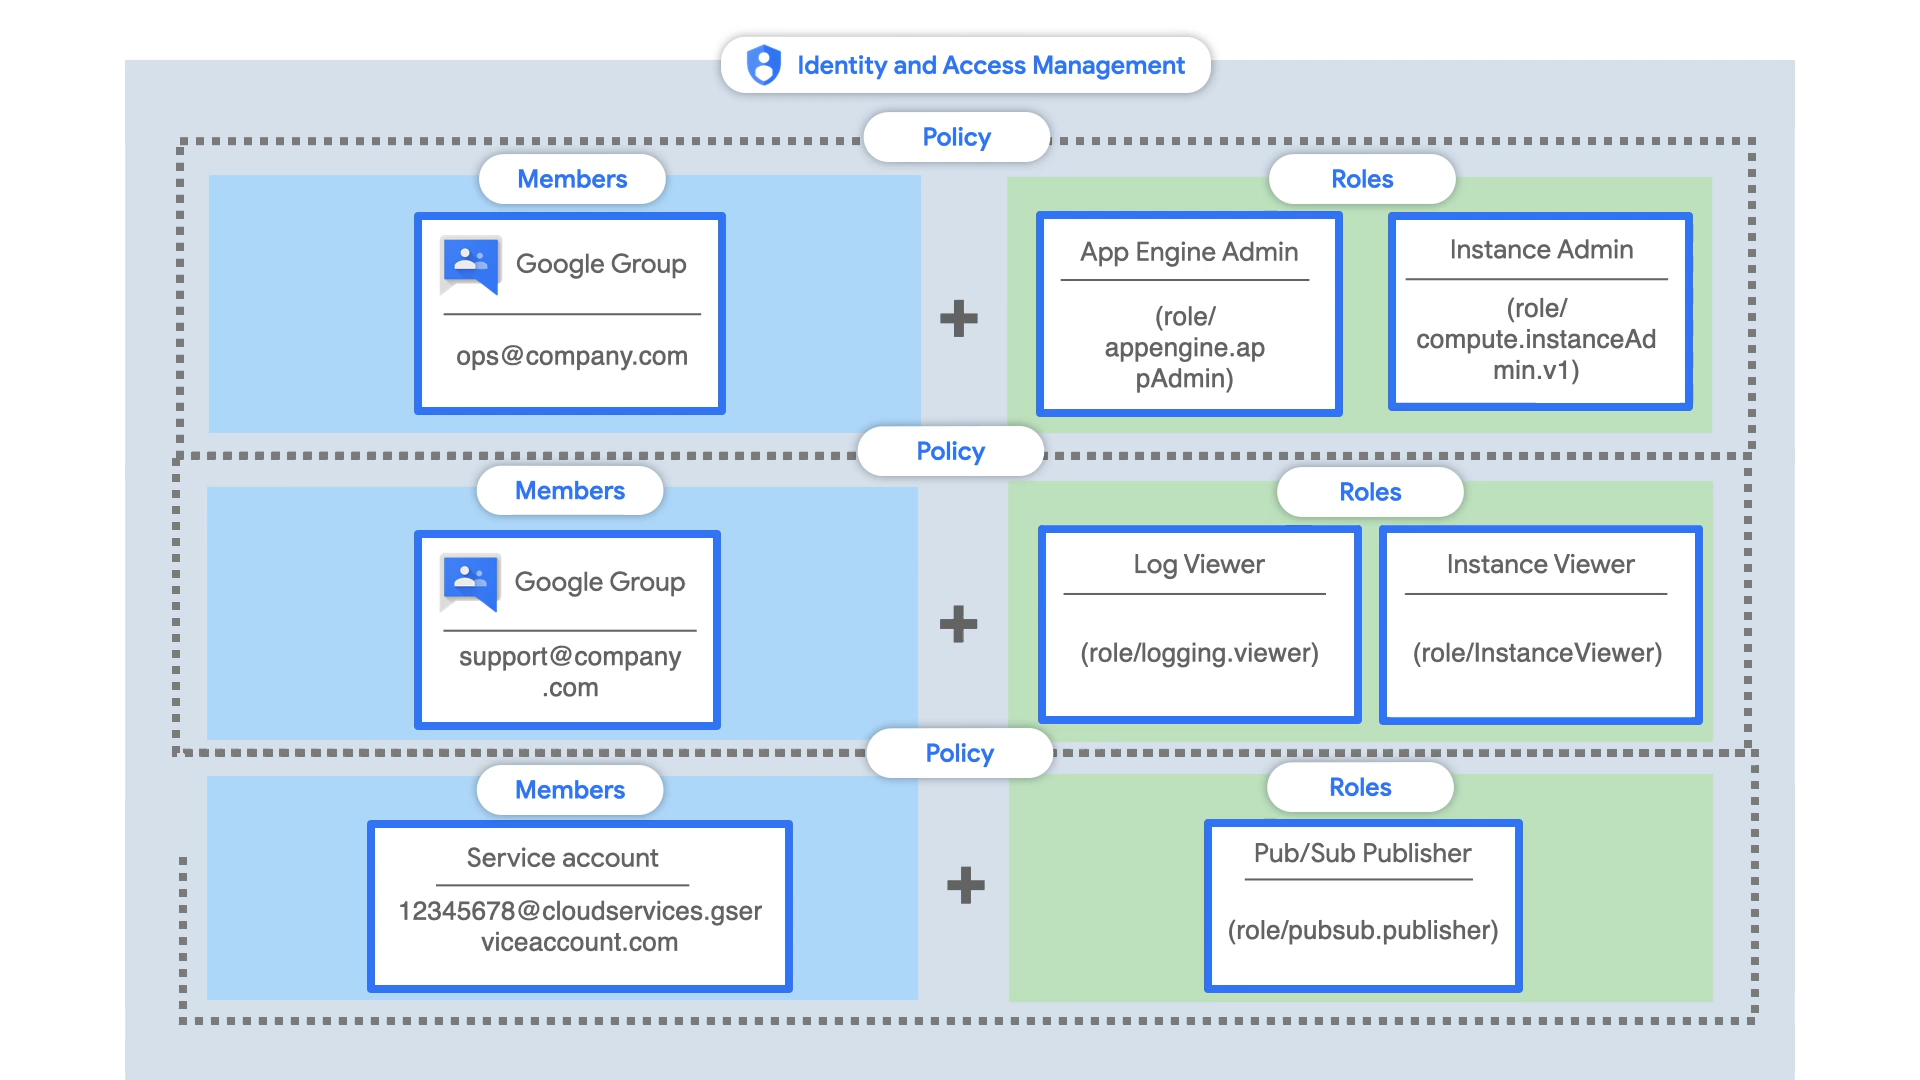 Identity and Access Management
Policy
Members
Roles
Google Group
ops@company.com
App Engine Admin
(role/
appengine.ap
pAdmin)
Instance Admin
(role/
compute.instanceAd
min.v1)
Policy
Members
Roles
Google Group
support@company
.com
Log Viewer
(role/logging.viewer)
Instance Viewer
(role/InstanceViewer)
Policy
Members
Roles
Service account
12345678@cloudservices.gser
viceaccount.com
Pub/Sub Publisher
(role/pubsub.publisher)